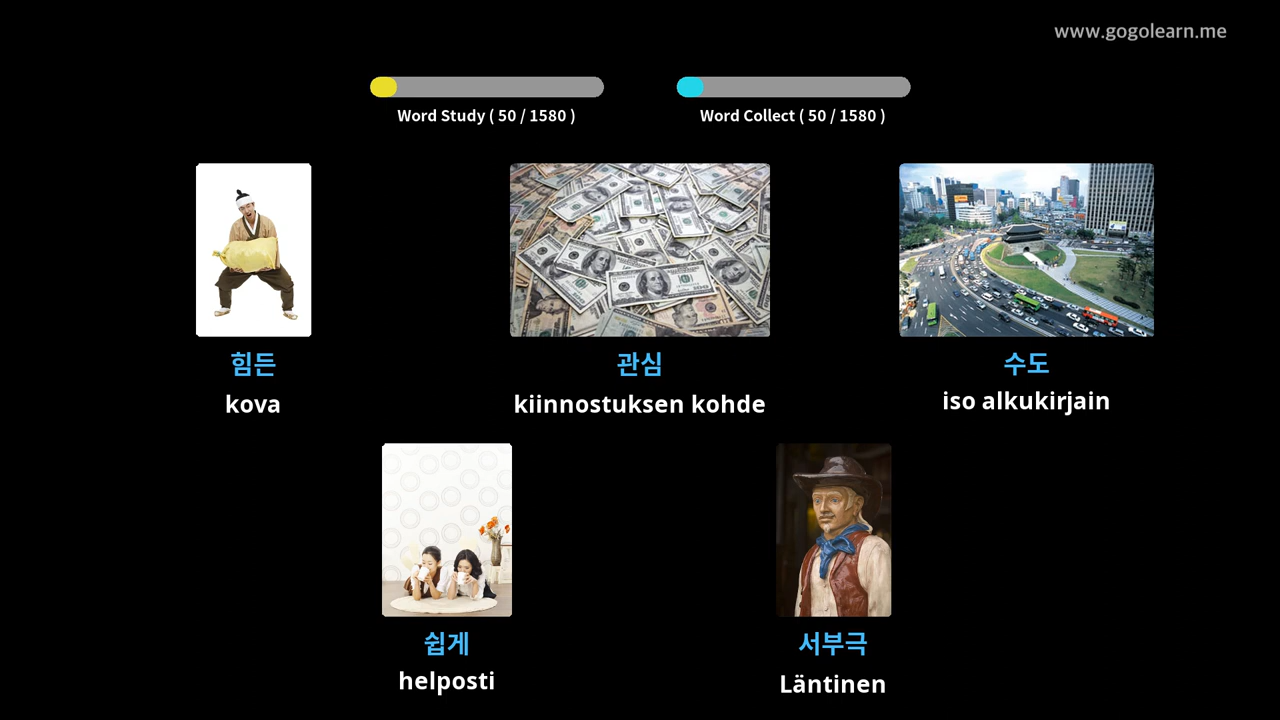 www.gogolearn.me
Word Study ( 50 / 1580 )
Word Collect ( 50 / 1580 )
힘든
kova
관심
kiinnostuksen kohde
수도
iso alkukirjain
쉽게
helposti
서부극
Läntinen